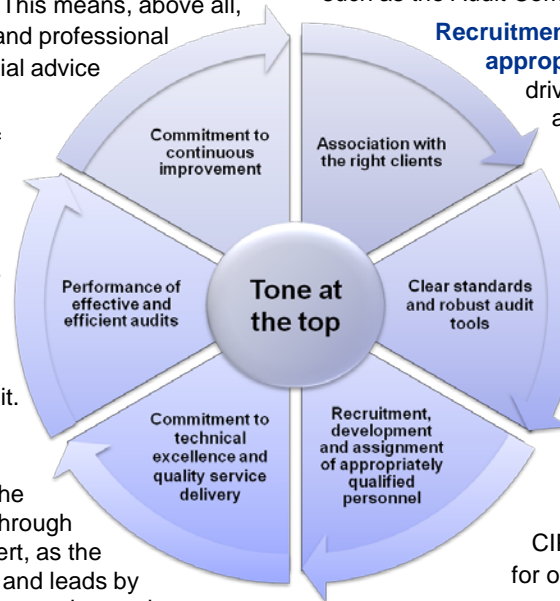 This means, above all,
and professional
ial advice
it.
he
hrough
ert, as the
and leads by
Recruitment
approp
driv
a
CII
for o
Commitment to
continuous
improvement
Association with
the right clients
Clear standards
and robust audit
tools
Recruitment,
development
and assignment
of appropriately
qualified
personnel
Commitment to
technical
excellence and
quality service
delivery
Performance of
effective and
efficient audits
Tone at
the top